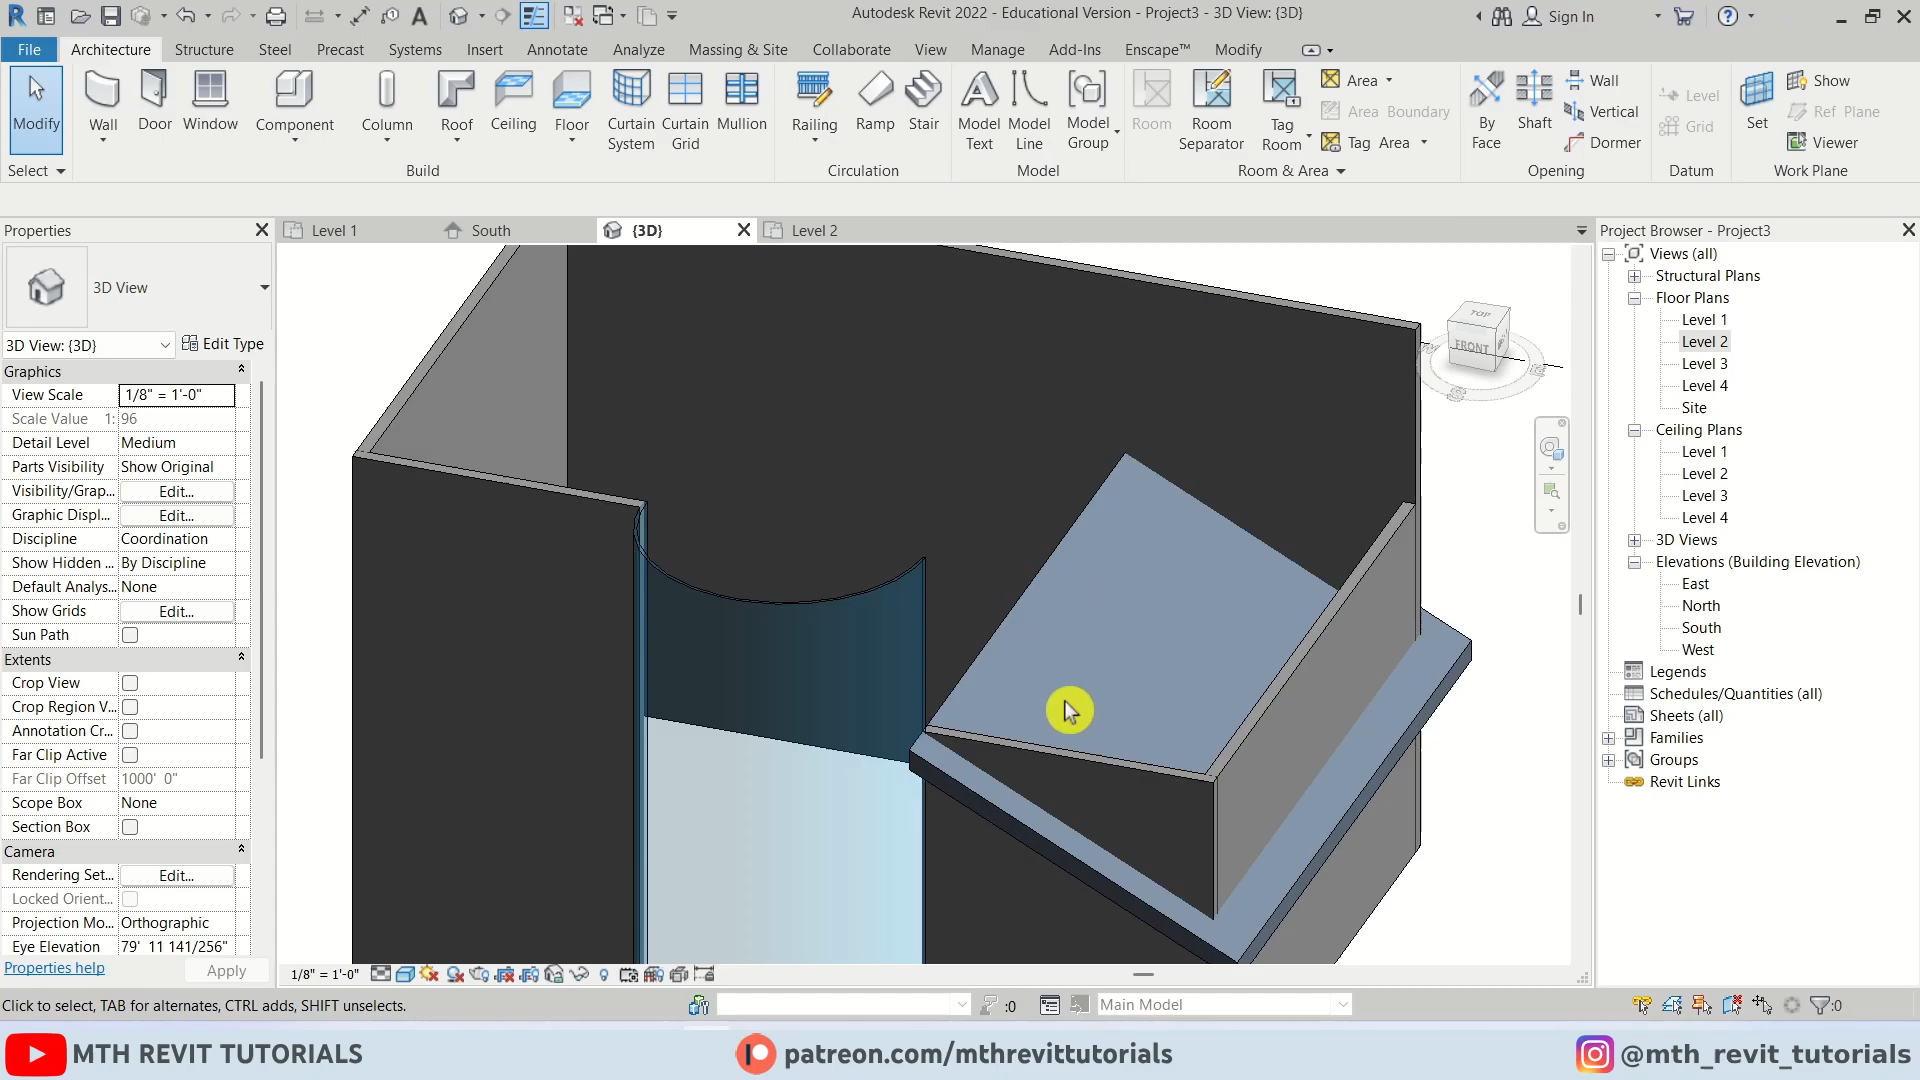 Autodesk Revit 2022 - Educational Version - Project3 - 3D View: {3D}
Sign In
File Architecture Structure Steel Precast Systems Insert Annotate Analyze Massing & Site Collaborate View Manage Add-Ins Enscape™ Modify
Modify
Wall
Door
Window
Component
Column
Roof
Ceiling
Floor
Curtain System
Curtain Grid
Mullion
Railing
Ramp
Stair
Model Text
Model Line
Model Group
Room
Room Separator
Tag Room
Area
Area Boundary
Tag Area
By Face
Shaft
Wall
Vertical
Dormer
Level
Grid
Set
Show
Ref Plane
Viewer
Select
Build
Circulation
Model
Room & Area
Opening
Datum
Work Plane
Properties
Level 1
South
{3D}
Level 2
Project Browser - Project3
3D View
3D View: {3D}
Edit Type
Graphics
View Scale 1/8" = 1'-0"
Scale Value 1: 96
Detail Level Medium
Parts Visibility Show Original
Visibility/Grap... Edit...
Graphic Displ... Edit...
Discipline Coordination
Show Hidden ... By Discipline
Default Analys... None
Show Grids Edit...
Sun Path
Extents
Crop View
Crop Region V...
Annotation Cr...
Far Clip Active
Far Clip Offset 1000' 0"
Scope Box None
Section Box
Camera
Rendering Set... Edit...
Locked Orient...
Projection Mo... Orthographic
Eye Elevation 79' 11 141/256"
Properties help
Apply
TOP
FRONT
Views (all)
Structural Plans
Floor Plans
Level 1
Level 2
Level 3
Level 4
Site
Ceiling Plans
Level 1
Level 2
Level 3
Level 4
3D Views
Elevations (Building Elevation)
East
North
South
West
Legends
Schedules/Quantities (all)
Sheets (all)
Families
Groups
Revit Links
1/8" = 1'-0"
Click to select, TAB for alternates, CTRL adds, SHIFT unselects.
:0
Main Model
:0
MTH REVIT TUTORIALS
patreon.com/mthrevittutorials
@mth_revit_tutorials